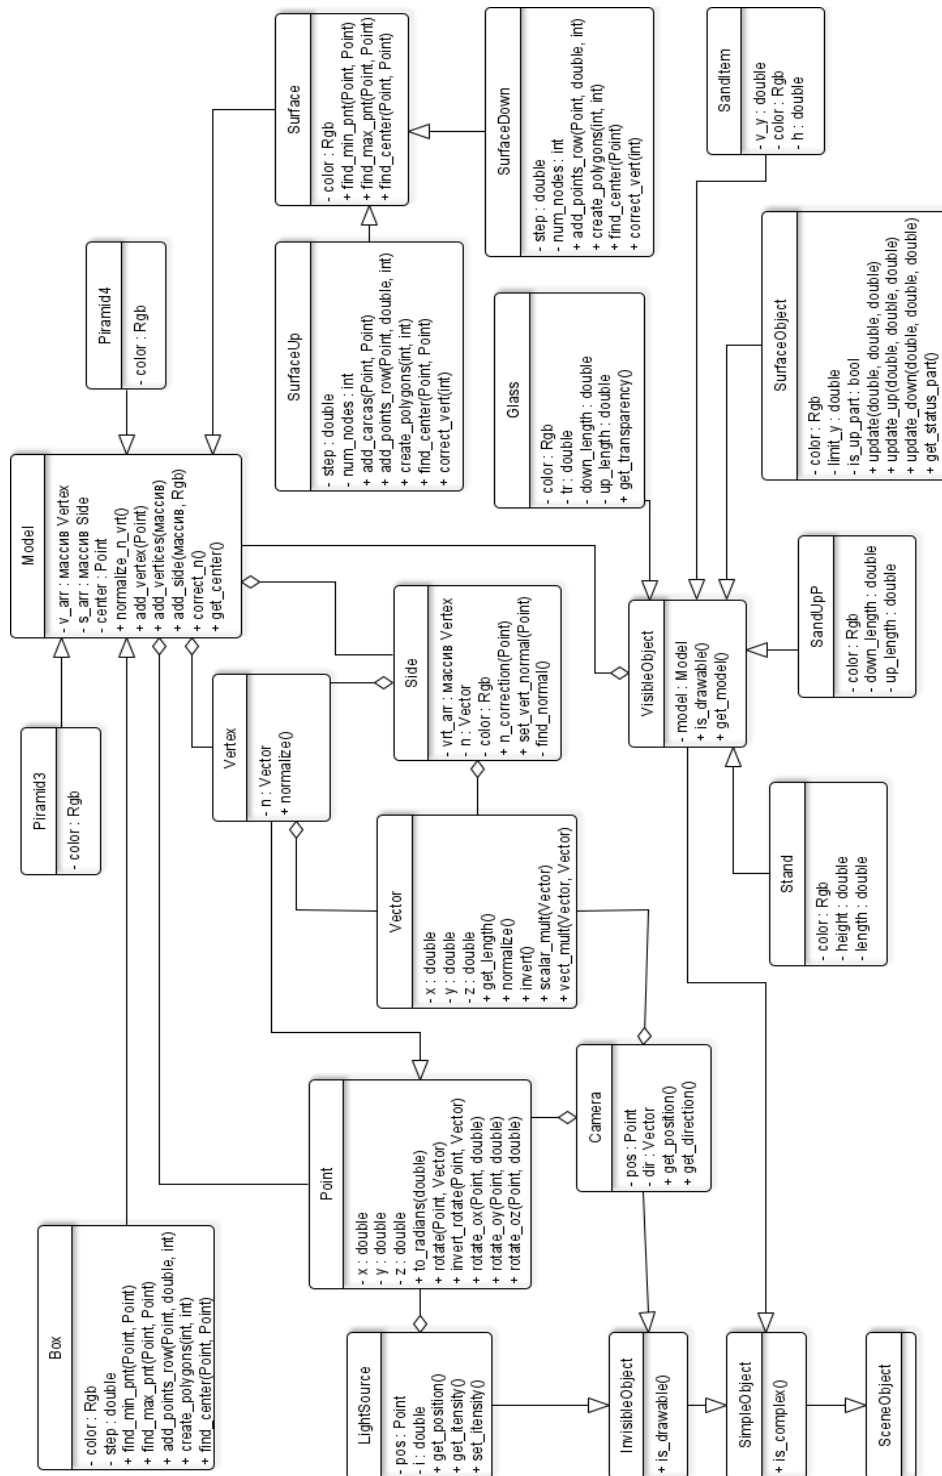 Box
- color : Rgb
- step : double
+ find_min_pnt(Point, Point)
+ find_max_pnt(Point, Point)
+ add_points_row(Point, double, int)
+ create_polygons(int, int)
+ find_center(Point, Point)
Piramid3
- color : Rgb
Model
- v_arr : массив Vertex
- s_arr : массив Side
- center : Point
+ normalize_n_vrt()
+ add_vertex(Point)
+ add_vertices(массив)
+ add_side(массив, Rgb)
+ correct_n()
+ get_center()
Piramid4
- color : Rgb
Surface
- color : Rgb
+ find_min_pnt(Point, Point)
+ find_max_pnt(Point, Point)
+ find_center(Point, Point)
SurfaceUp
- step : double
- num_nodes : int
+ add_carcas(Point, Point)
+ add_points_row(Point, double, int)
+ create_polygons(int, int)
+ find_center(Point, Point)
+ correct_vert(int)
SurfaceDown
- step : double
- num_nodes : int
+ add_points_row(Point, double, int)
+ create_polygons(int, int)
+ find_center(Point)
+ correct_vert(int)
Vertex
- n : Vector
+ normalize()
Side
- vrt_arr : массив Vertex
- n : Vector
- color : Rgb
+ n_correction(Point)
+ set_vert_normal(Point)
- find_normal()
Point
- x : double
- y : double
- z : double
+ to_radians(double)
+ rotate(Point, Vector)
+ invert_rotate(Point, Vector)
+ rotate_ox(Point, double)
+ rotate_oy(Point, double)
+ rotate_oz(Point, double)
Vector
- x : double
- y : double
- z : double
+ get_length()
+ normalize()
+ invert()
+ scalar_mult(Vector)
+ vect_mult(Vector, Vector)
Glass
- color : Rgb
- tr : double
- down_length : double
- up_length : double
+ get_transparency()
LightSource
- pos : Point
- i : double
+ get_position()
+ get_itensity()
+ set_itensity()
Camera
- pos : Point
- dir : Vector
+ get_position()
+ get_direction()
VisibleObject
- model : Model
+ is_drawable()
+ get_model()
SandItem
- v_y : double
- color : Rgb
- h : double
SurfaceObject
- color : Rgb
- limit_y : double
- is_up_part : bool
+ update(double, double, double)
+ update_up(double, double, double)
+ update_down(double, double, double)
+ get_status_part()
SandUpP
- color : Rgb
- down_length : double
- up_length : double
Stand
- color : Rgb
- height : double
- length : double
InvisibleObject
+ is_drawable()
SimpleObject
+ is_complex()
SceneObject